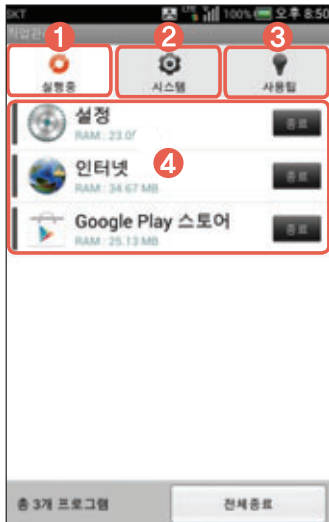 SKT 100% 오후 8:50
작업관
1 2 3
실행중 시스템 사용팁
설정 종료
RAM : 23.0
4
인터넷 종료
RAM : 34.67 MB
Google Play 스토어 종료
RAM : 25.13 MB
총 3개 프로그램 전체종료